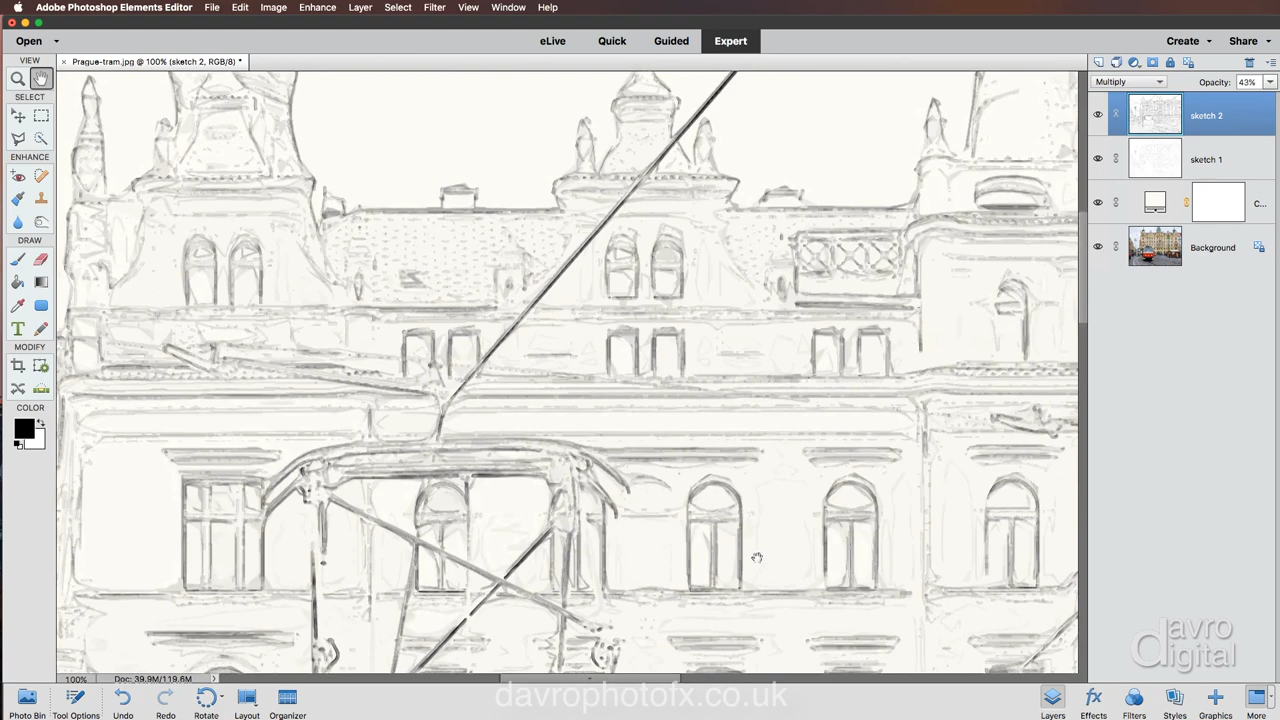 Adobe Photoshop Elements Editor File Edit Image Enhance Layer Select Filter View Window Help
Open eLive Quick Guided Expert Create Share
VIEW
× Prague-tram.jpg @ 100% (sketch 2, RGB/8) *
Multiply Opacity: 43%
SELECT
sketch 2
ENHANCE
sketch 1
C...
DRAW
Background
T
MODIFY
COLOR
davro
digital
100% Doc: 39.9M/119.6M
davrophotofx.co.uk
Photo Bin Tool Options Undo Redo Rotate Layout Organizer Layers Effects Filters Styles Graphics More